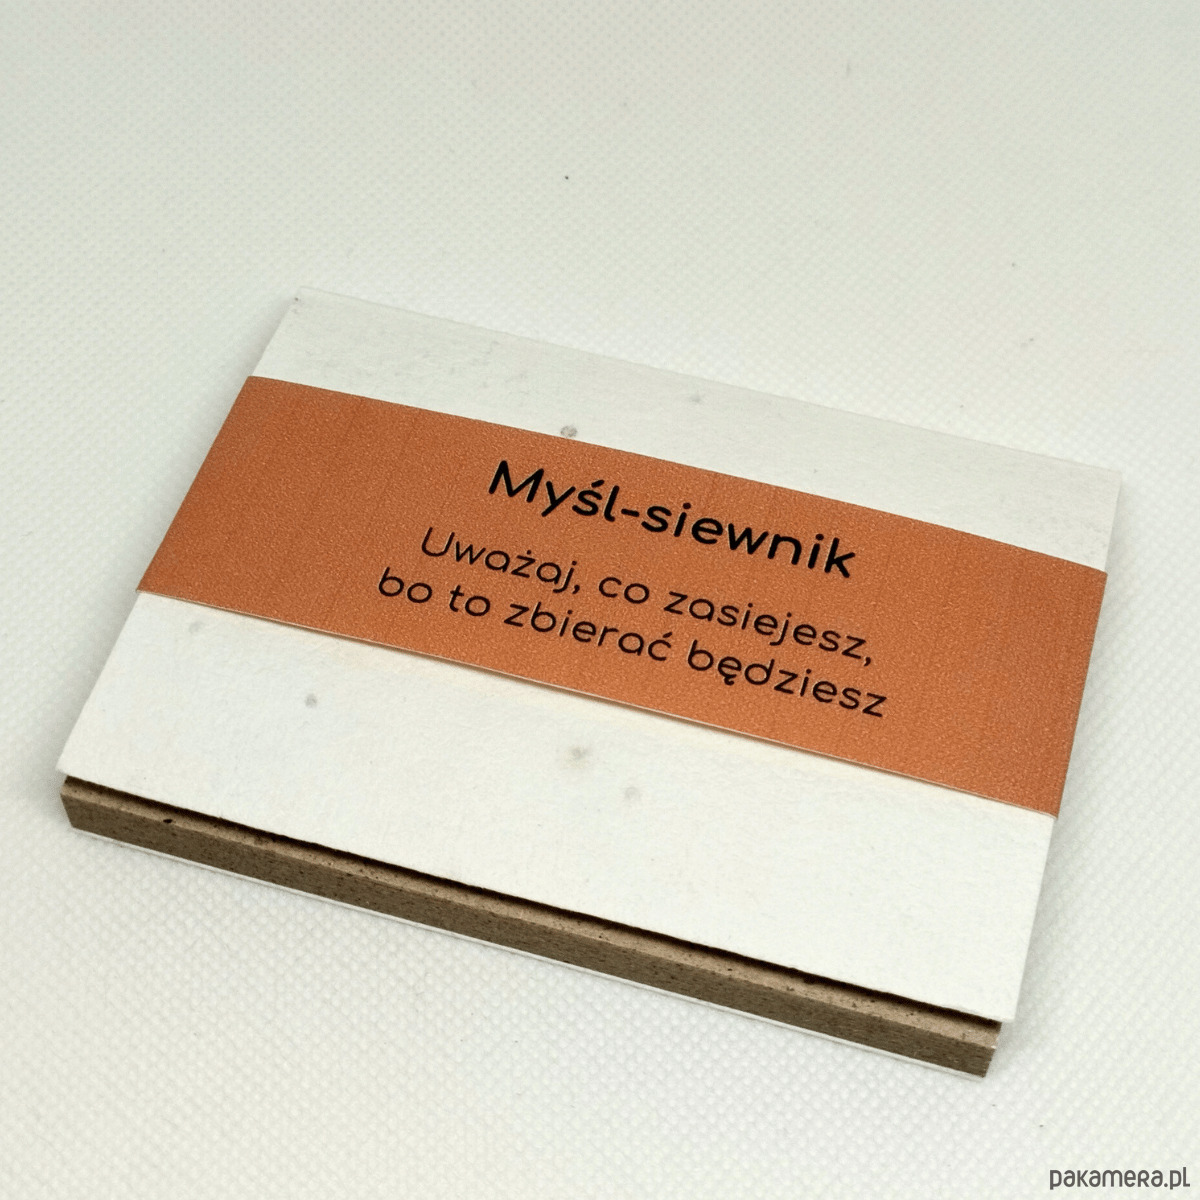 Myśl-siewnik
Uważaj, co zasiejesz,
bo to zbierać będziesz
pakamera.pl